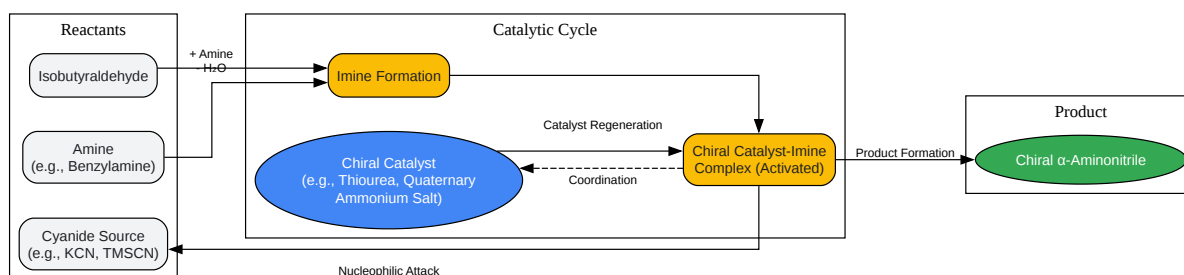 Reactants
Catalytic Cycle
+ Amine
- H₂O
Isobutyraldehyde
Imine Formation
Product
Amine
(e.g., Benzylamine)
Catalyst Regeneration
Chiral Catalyst
(e.g., Thiourea, Quaternary
Ammonium Salt)
Coordination
Chiral Catalyst-Imine
Complex (Activated)
Product Formation
Chiral α-Aminonitrile
Cyanide Source
(e.g., KCN, TMSCN)
Nucleophilic Attack